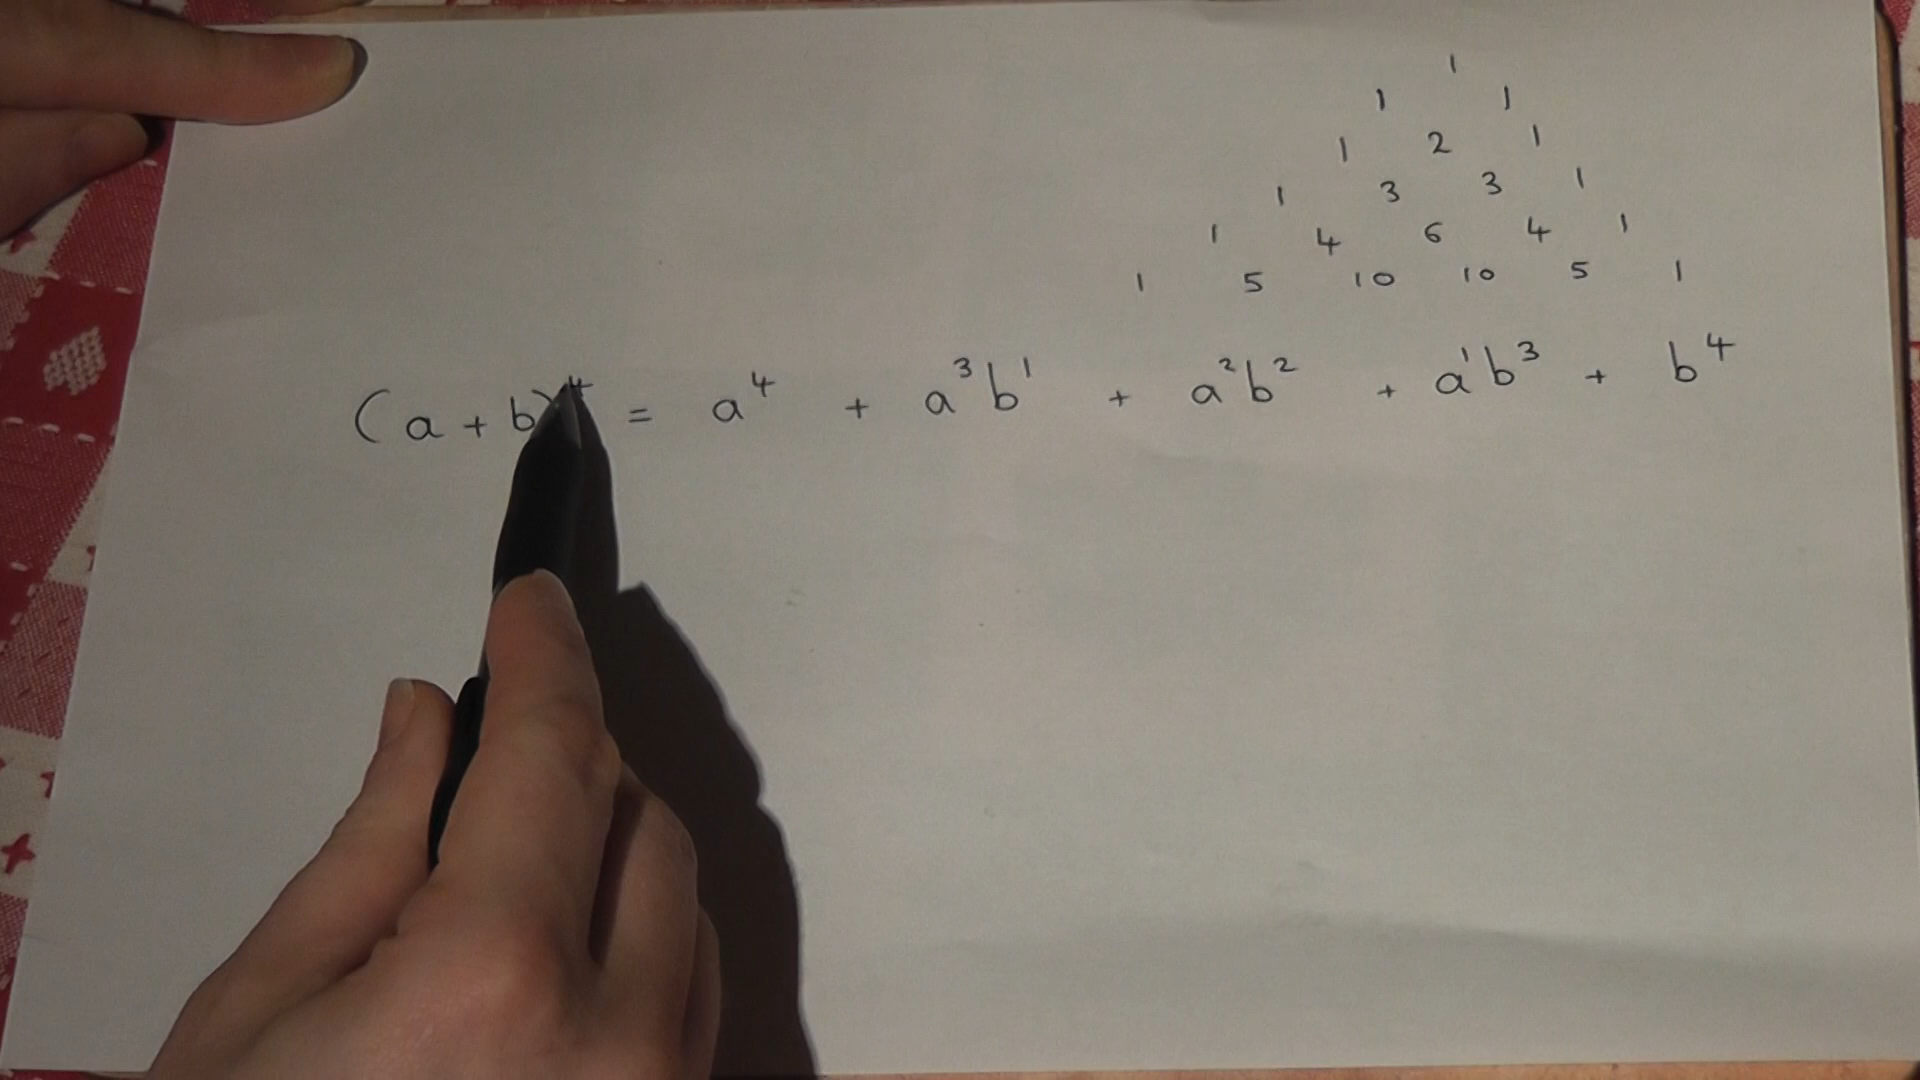 1
1 1
1 2 1
1 3 3 1
1 4 6 4 1
1 5 10 10 5 1
(a + b)⁴ = a⁴ + a³b¹ + a²b² + a¹b³ + b⁴